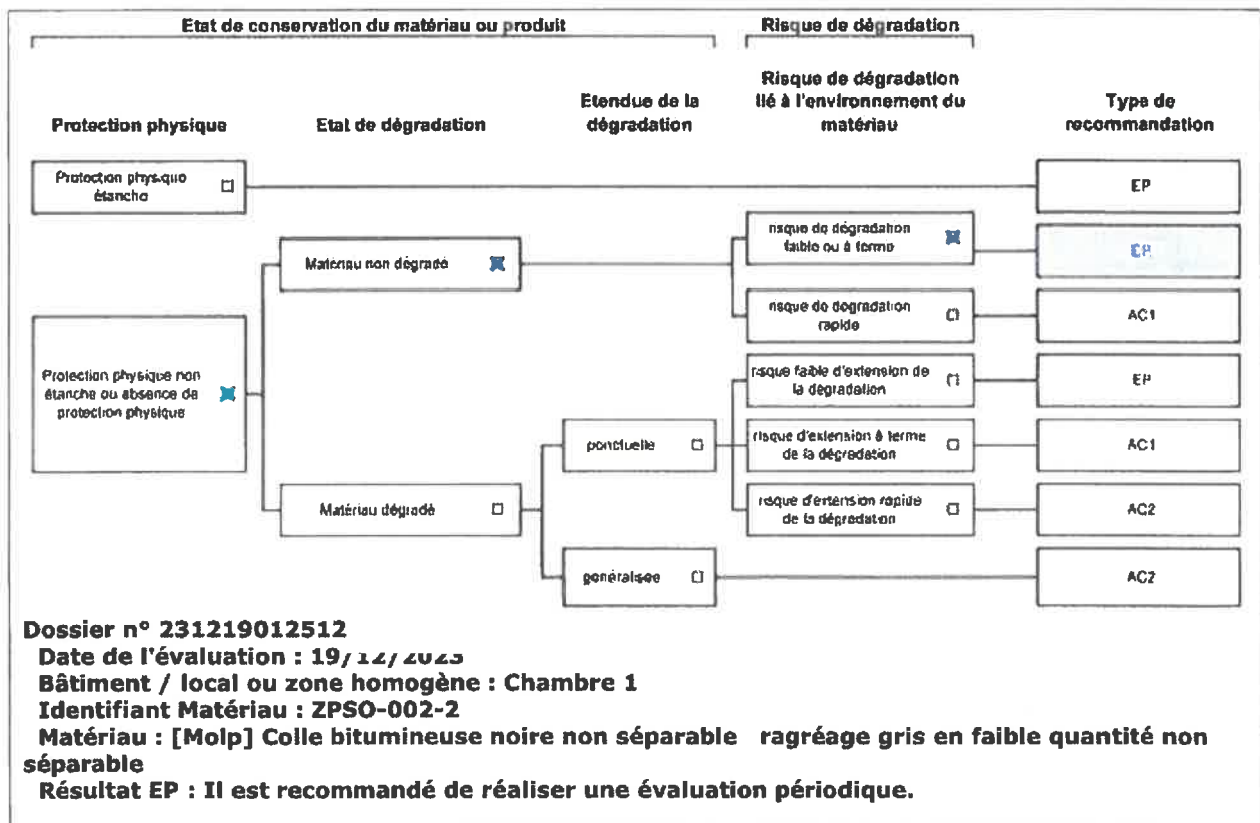 Etat de conservation du matériau ou produit
Risque de dégradation
Protection physique
Etat de dégradation
Etendue de la
dégradation
Risque de dégradation
lié à l'environnement du
matériau
Type de
recommandation
Protection physique
étanche
EP
risque de dégradation
faible ou à terme
EP
Matériau non dégradé
risque de dégradation
rapide
AC1
Protection physique non
étanche ou absence de
protection physique
risque faible d'extension de
la dégradation
EP
ponctuelle
risque d'extension à terme
de la dégradation
AC1
Matériau dégradé
risque d'extension rapide
de la dégradation
AC2
généralisée
AC2
Dossier n° 231219012512
Date de l'évaluation : 19/12/2023
Bâtiment / local ou zone homogène : Chambre 1
Identifiant Matériau : ZPSO-002-2
Matériau : [Molp] Colle bitumineuse noire non séparable ragréage gris en faible quantité non
séparable
Résultat EP : Il est recommandé de réaliser une évaluation périodique.